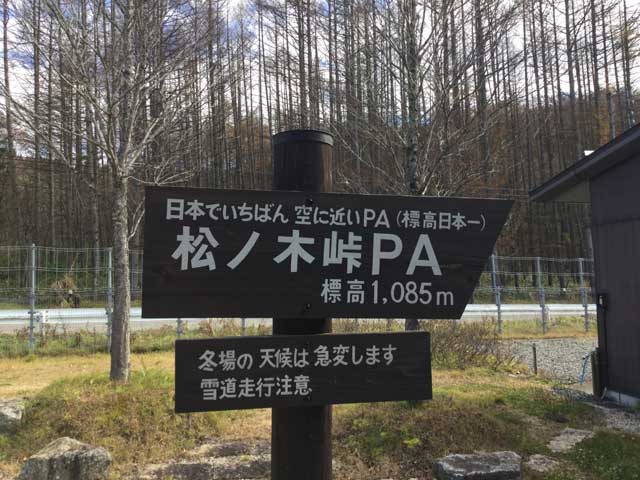 日本でいちばん 空に近いPA（標高日本一）
松ノ木峠PA
標高1,085m
冬場の 天候は 急変します
雪道走行注意